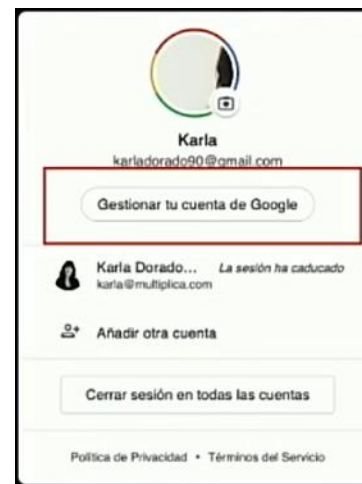 Karla
karladorado90@gmail.com
Gestionar tu cuenta de Google
Karla Dorado... La sesión ha caducado
karla@multiplica.com
Añadir otra cuenta
Cerrar sesión en todas las cuentas
Política de Privacidad • Términos del Servicio